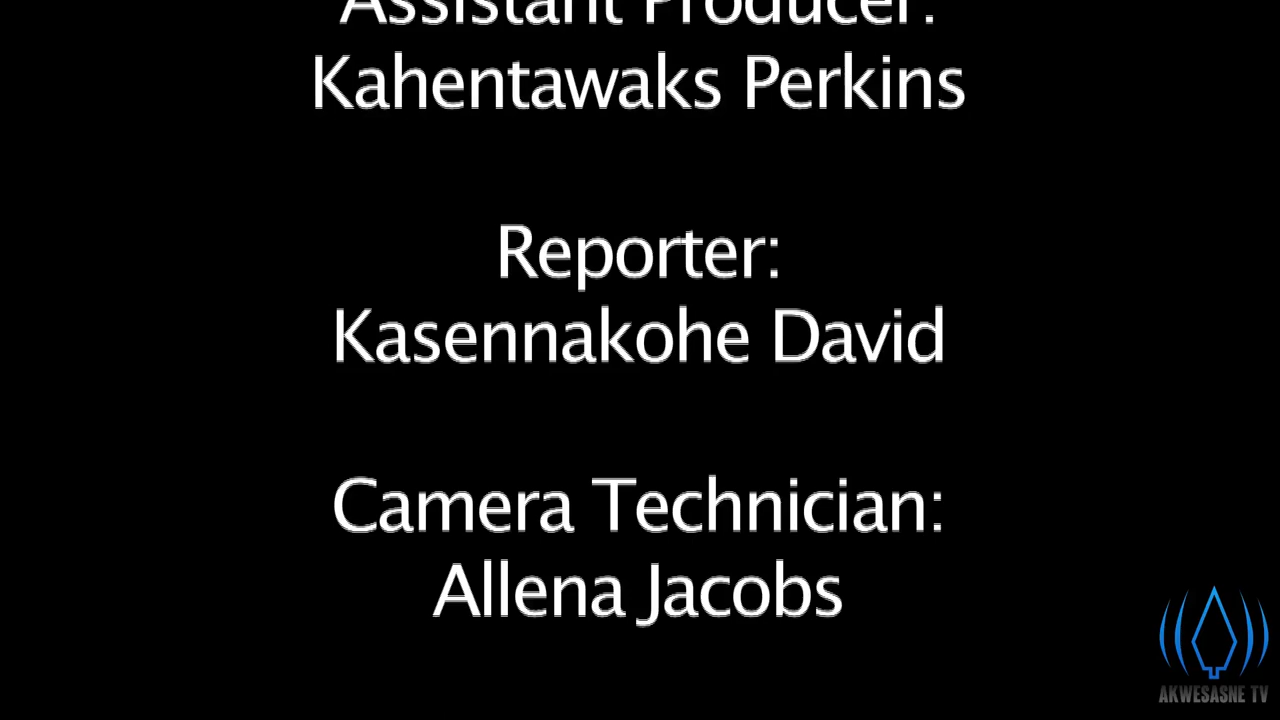 Assistant Producer:
Kahentawaks Perkins
Reporter:
Kasennakohe David
Camera Technician:
Allena Jacobs
AKWESASNE TV